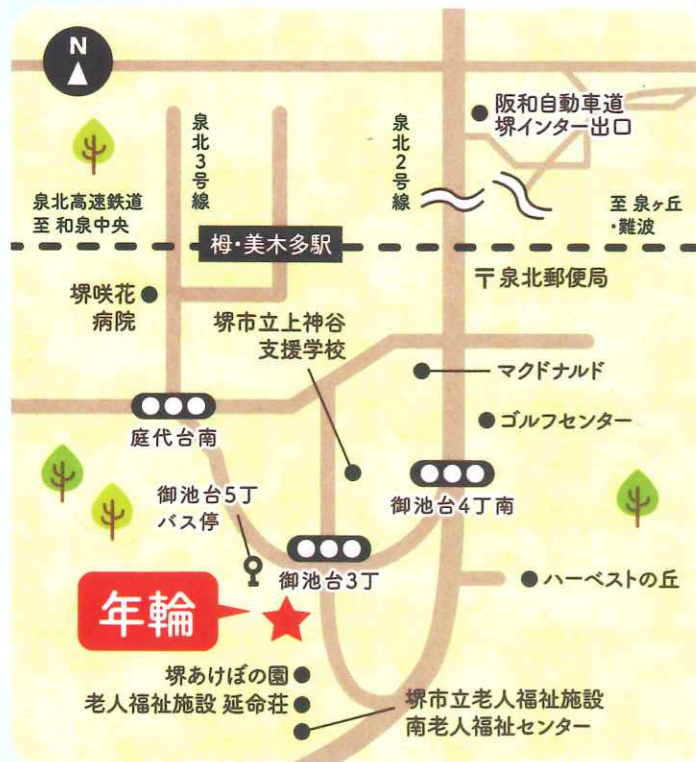 N
阪和自動車道
堺インター出口
泉北3号線
泉北2号線
泉北高速鉄道
至 和泉中央
至 泉ヶ丘
・難波
栂・美木多駅
〒泉北郵便局
堺咲花
病院
堺市立上神谷
支援学校
マクドナルド
ゴルフセンター
庭代台南
御池台5丁
バス停
御池台4丁南
御池台3丁
ハーベストの丘
年輪
堺あけぼの園
老人福祉施設 延命荘
堺市立老人福祉施設
南老人福祉センター